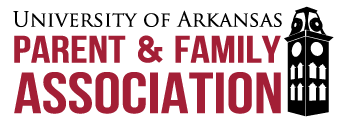 UNIVERSITY OF ARKANSAS
PARENT & FAMILY
ASSOCIATION